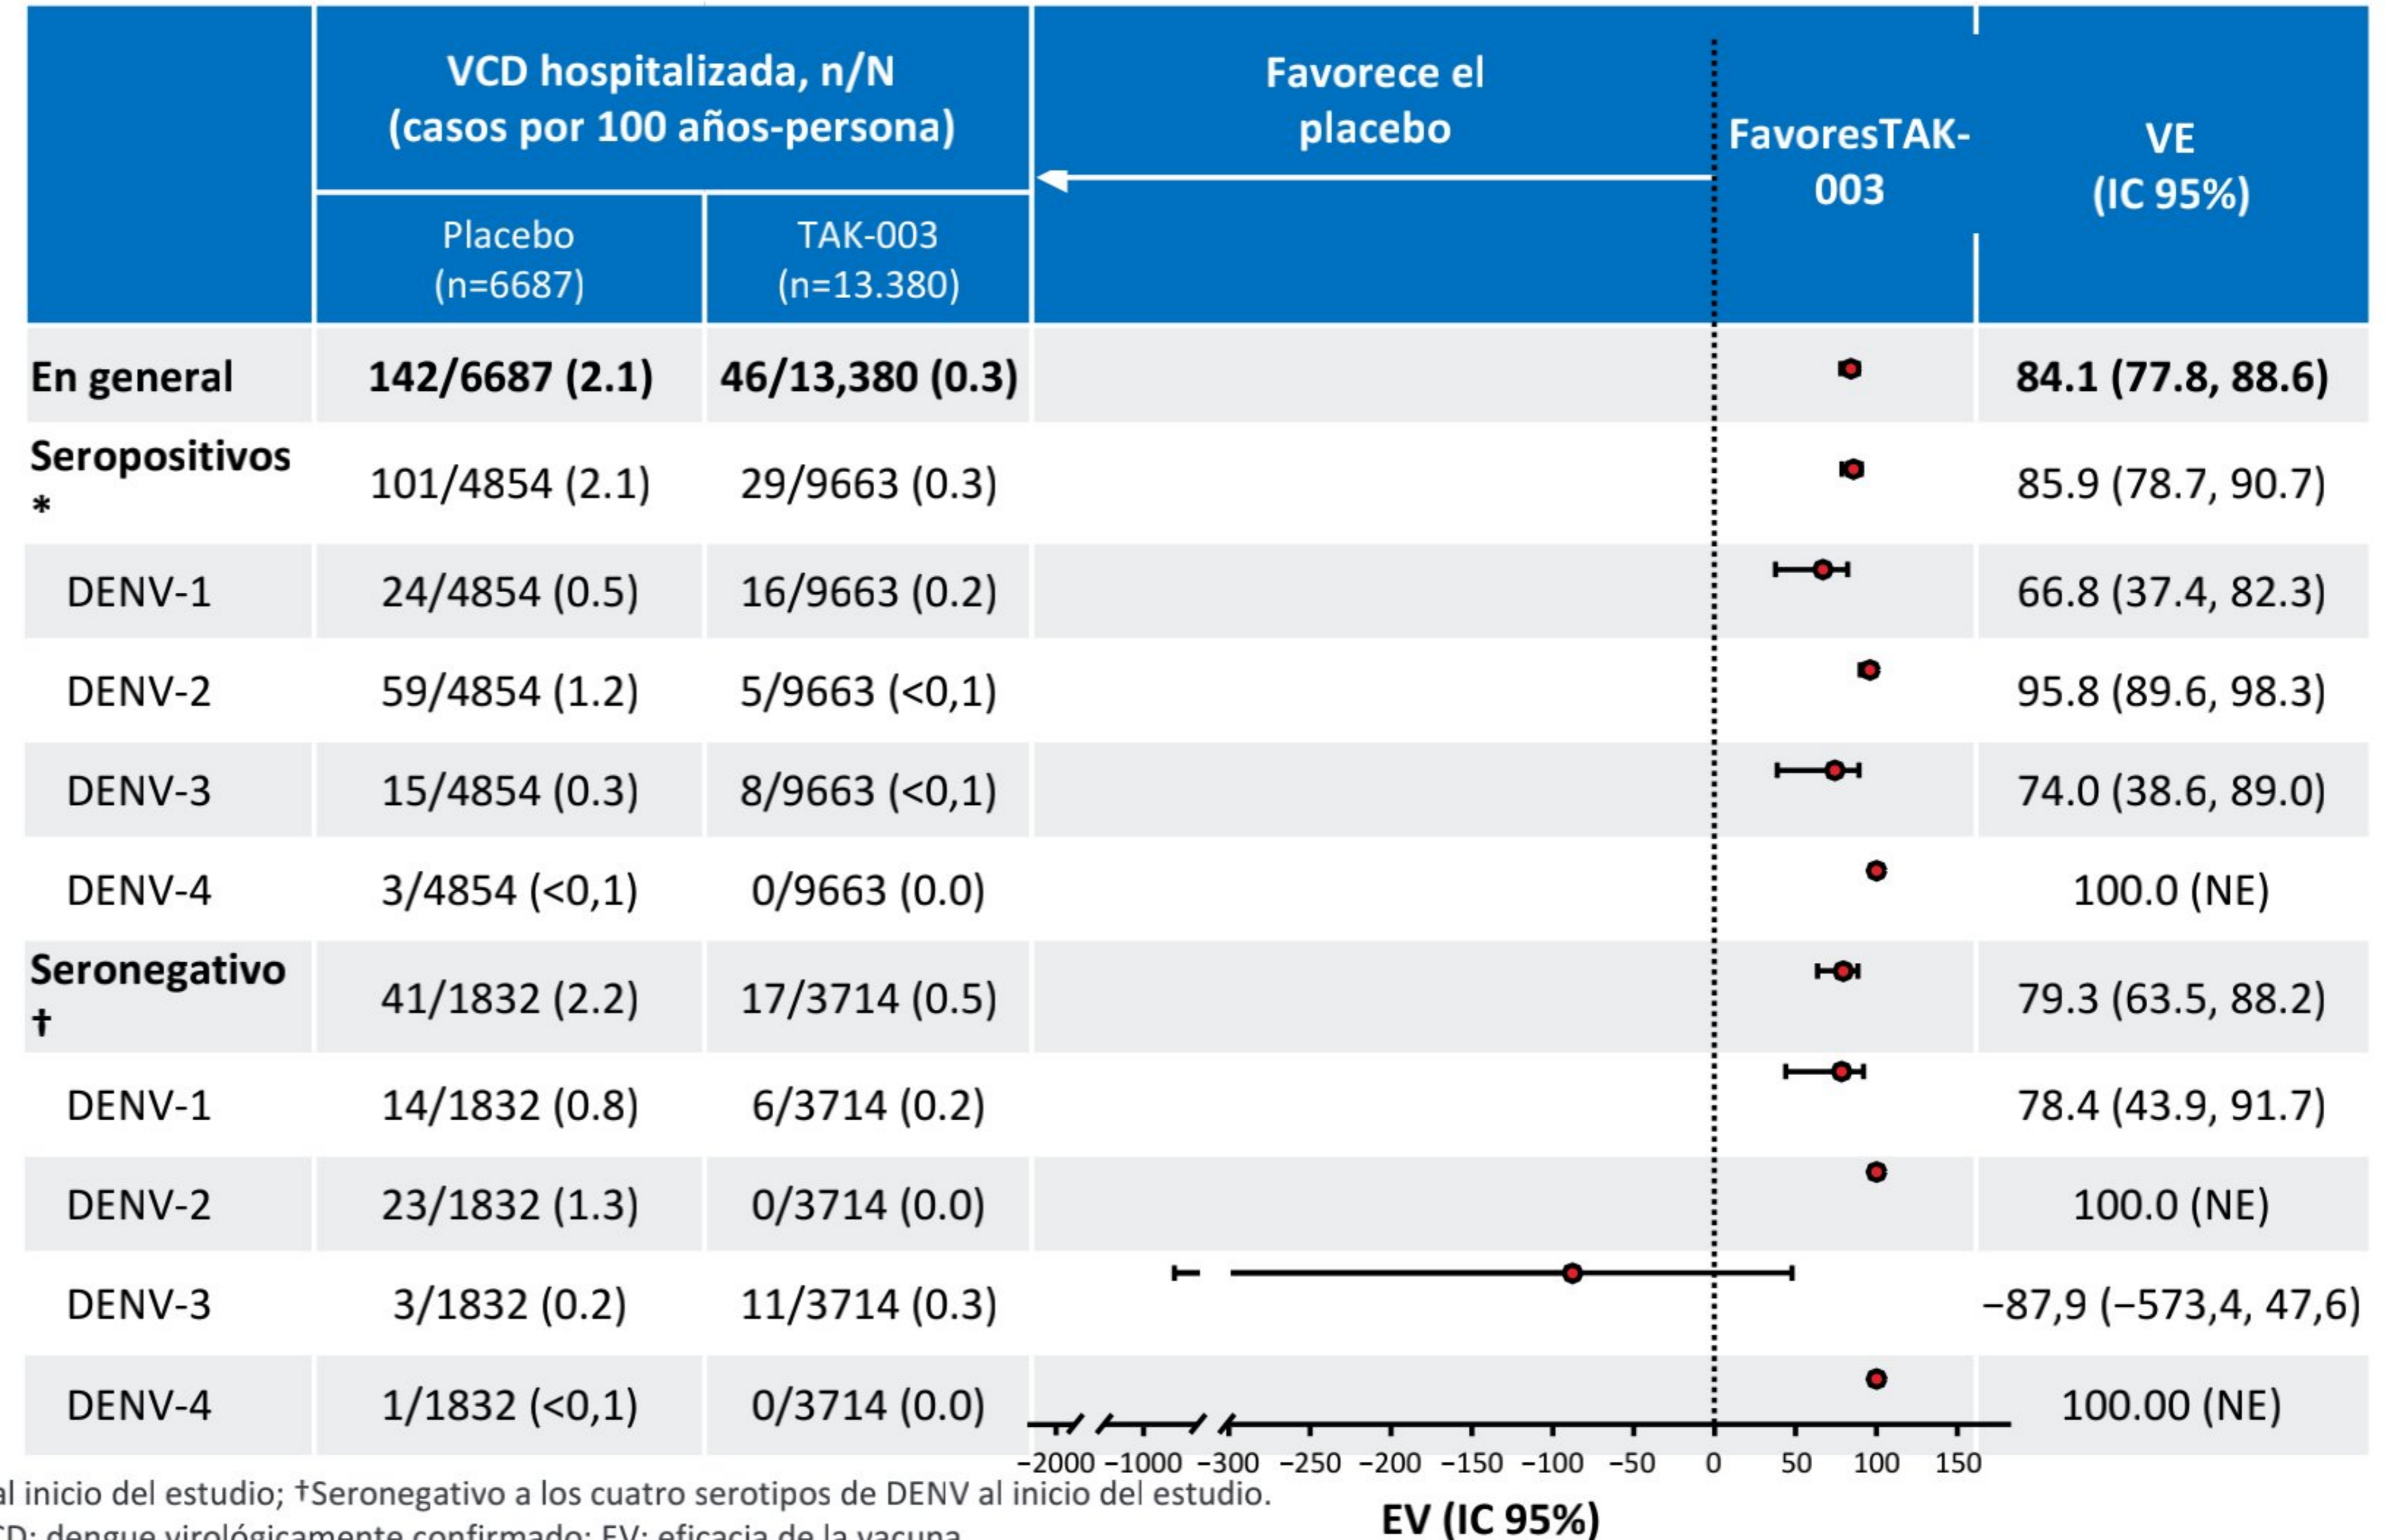 VCD hospitalizada, n/N
(casos por 100 años-persona)
Favorece el
placebo
FavoresTAK-
003
VE
(IC 95%)
Placebo
(n=6687)
TAK-003
(n=13.380)
En general 142/6687 (2.1) 46/13,380 (0.3) 84.1 (77.8, 88.6)
Seropositivos
* 101/4854 (2.1) 29/9663 (0.3) 85.9 (78.7, 90.7)
DENV-1 24/4854 (0.5) 16/9663 (0.2) 66.8 (37.4, 82.3)
DENV-2 59/4854 (1.2) 5/9663 (<0,1) 95.8 (89.6, 98.3)
DENV-3 15/4854 (0.3) 8/9663 (<0,1) 74.0 (38.6, 89.0)
DENV-4 3/4854 (<0,1) 0/9663 (0.0) 100.0 (NE)
Seronegativo
† 41/1832 (2.2) 17/3714 (0.5) 79.3 (63.5, 88.2)
DENV-1 14/1832 (0.8) 6/3714 (0.2) 78.4 (43.9, 91.7)
DENV-2 23/1832 (1.3) 0/3714 (0.0) 100.0 (NE)
DENV-3 3/1832 (0.2) 11/3714 (0.3) −87,9 (−573,4, 47,6)
DENV-4 1/1832 (<0,1) 0/3714 (0.0) 100.00 (NE)
−2000 −1000 −300 −250 −200 −150 −100 −50 0 50 100 150
al inicio del estudio; †Seronegativo a los cuatro serotipos de DENV al inicio del estudio.
EV (IC 95%)
CD: dengue virológicamente confirmado; EV: eficacia de la vacuna